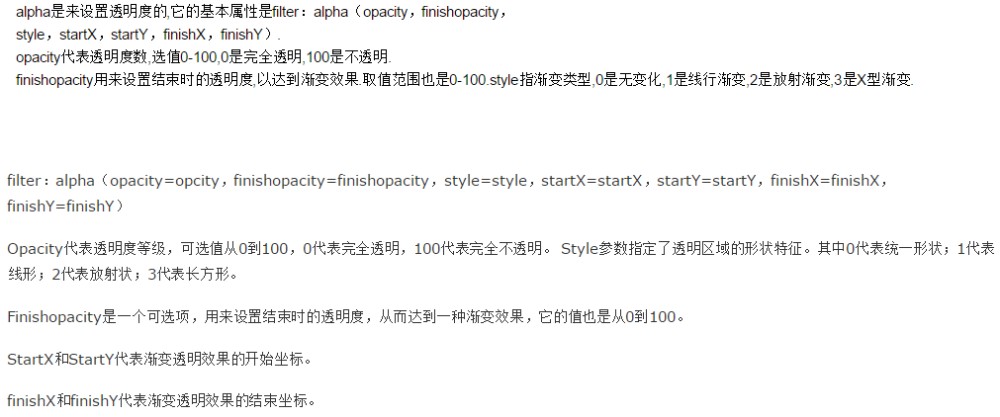 alpha是来设置透明度的,它的基本属性是filter：alpha（opacity，finishopacity，
style，startX，startY，finishX，finishY）.
opacity代表透明度数,选值0-100,0是完全透明,100是不透明.
finishopacity用来设置结束时的透明度,以达到渐变效果.取值范围也是0-100.style指渐变类型,0是无变化,1是线行渐变,2是放射渐变,3是X型渐变.
filter：alpha（opacity=opcity，finishopacity=finishopacity，style=style，startX=startX，startY=startY，finishX=finishX，
finishY=finishY）
Opacity代表透明度等级，可选值从0到100，0代表完全透明，100代表完全不透明。 Style参数指定了透明区域的形状特征。其中0代表统一形状；1代表
线形；2代表放射状；3代表长方形。
Finishopacity是一个可选项，用来设置结束时的透明度，从而达到一种渐变效果，它的值也是从0到100。
StartX和StartY代表渐变透明效果的开始坐标。
finishX和finishY代表渐变透明效果的结束坐标。